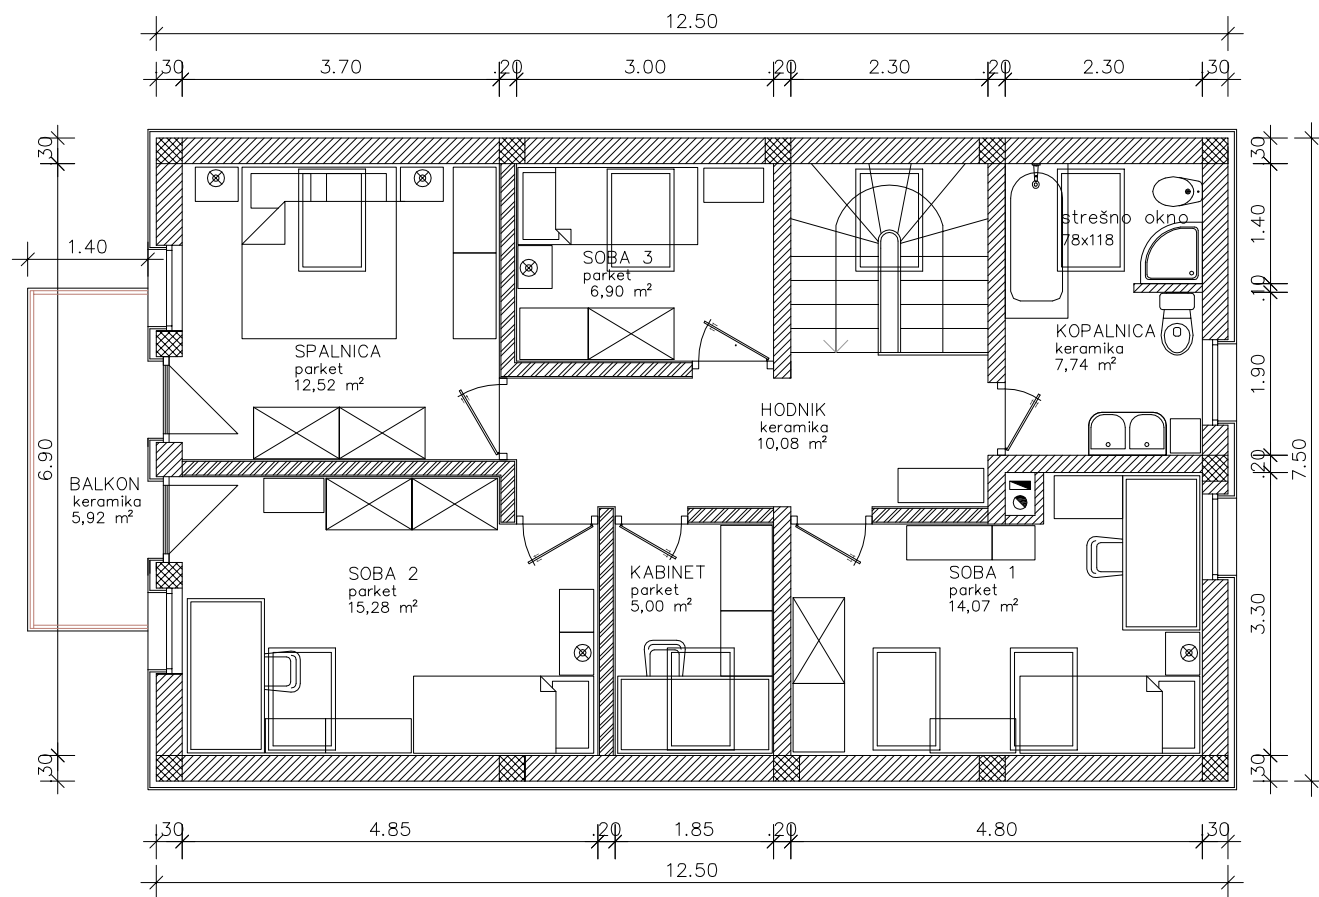 12.50
.30 3.70 .20 3.00 .20 2.30 .20 2.30 .30
.30
.30
1.40
7.50
1.40
strešno okno
78x118
SOBA 3
parket
6,90 m²
.10
KOPALNICA
keramika
7,74 m²
SPALNICA
parket
12,52 m²
1.90
HODNIK
keramika
10,08 m²
6.90
.20
BALKON
keramika
5,92 m²
SOBA 2
parket
15,28 m²
KABINET
parket
5,00 m²
SOBA 1
parket
14,07 m²
3.30
.30
.30
.30 4.85 .20 1.85 .20 4.80 .30
12.50